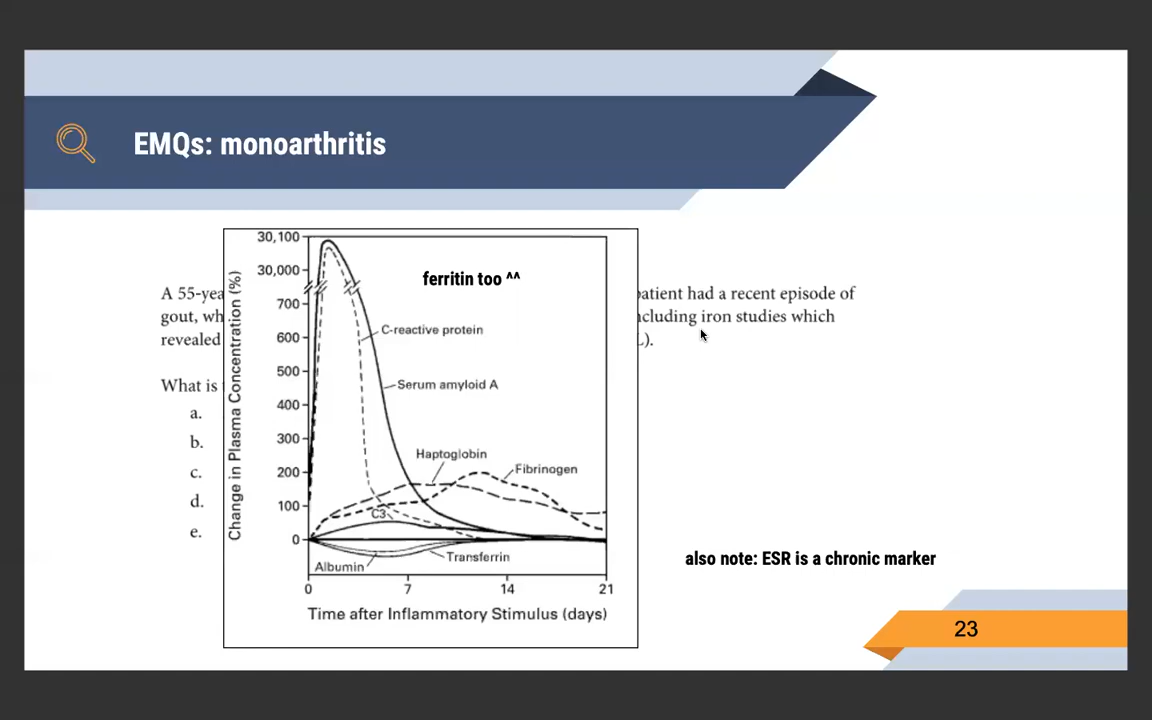 EMQs: monoarthritis
A 55-yea
atient had a recent episode of
gout, wh
ncluding iron studies which
revealed
L).
What is
a.
b.
c.
d.
e.
Change in Plasma Concentration (%)
30,100
30,000
700
600
500
400
300
200
100
0
ferritin too ^^
C-reactive protein
Serum amyloid A
Haptoglobin
Fibrinogen
C3
Transferrin
Albumin
0 7 14 21
Time after Inflammatory Stimulus (days)
also note: ESR is a chronic marker
23